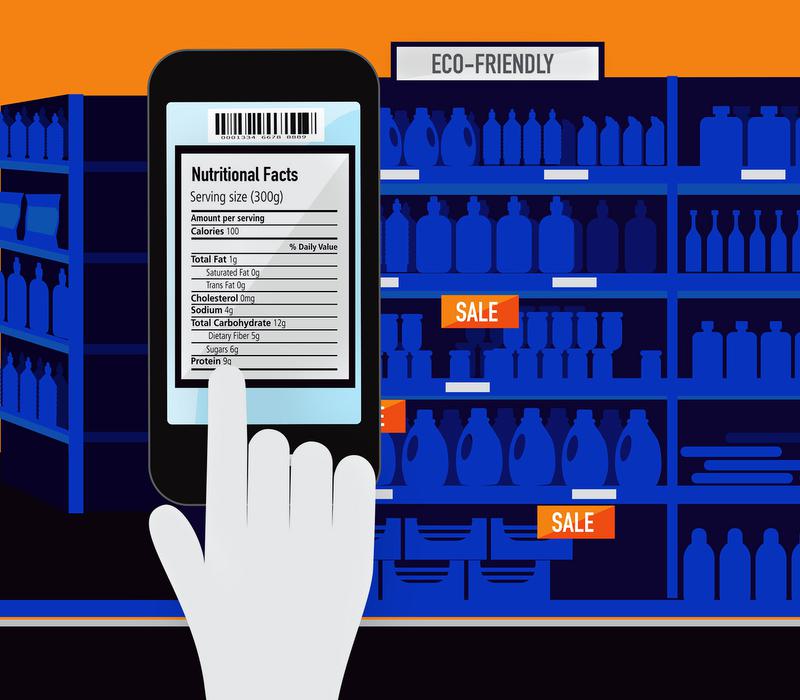 ECO-FRIENDLY
0001334 6678 8889
Nutritional Facts
Serving size (300g)
Amount per serving
Calories 100
% Daily Value
Total Fat 1g
Saturated Fat 0g
Trans Fat 0g
Cholesterol 0mg
Sodium 4g
Total Carbohydrate 12g
Dietary Fiber 5g
Sugars 6g
Protein 9g
SALE
SALE